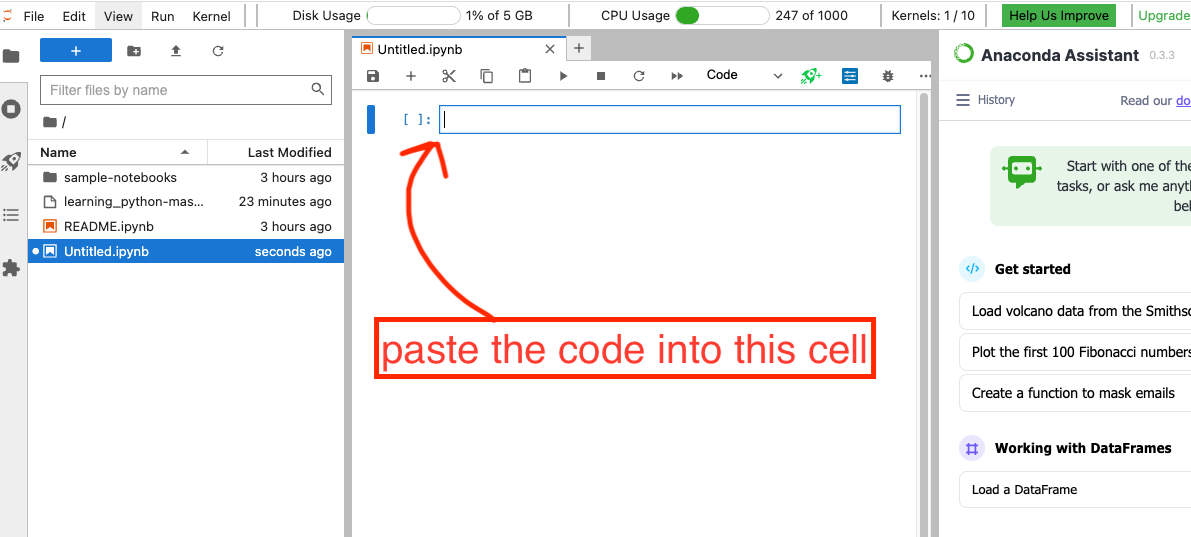 File Edit View Run Kernel Disk Usage 1% of 5 GB CPU Usage 247 of 1000 Kernels: 1 / 10 Help Us Improve Upgrade
+
Filter files by name
/
Name Last Modified
sample-notebooks 3 hours ago
learning_python-mas... 23 minutes ago
README.ipynb 3 hours ago
Untitled.ipynb seconds ago
Untitled.ipynb
Code
[ ]:
paste the code into this cell
Anaconda Assistant 0.3.3
History Read our do
Start with one of the
tasks, or ask me anyt
bel
Get started
Load volcano data from the Smithso
Plot the first 100 Fibonacci numbers
Create a function to mask emails
Working with DataFrames
Load a DataFrame